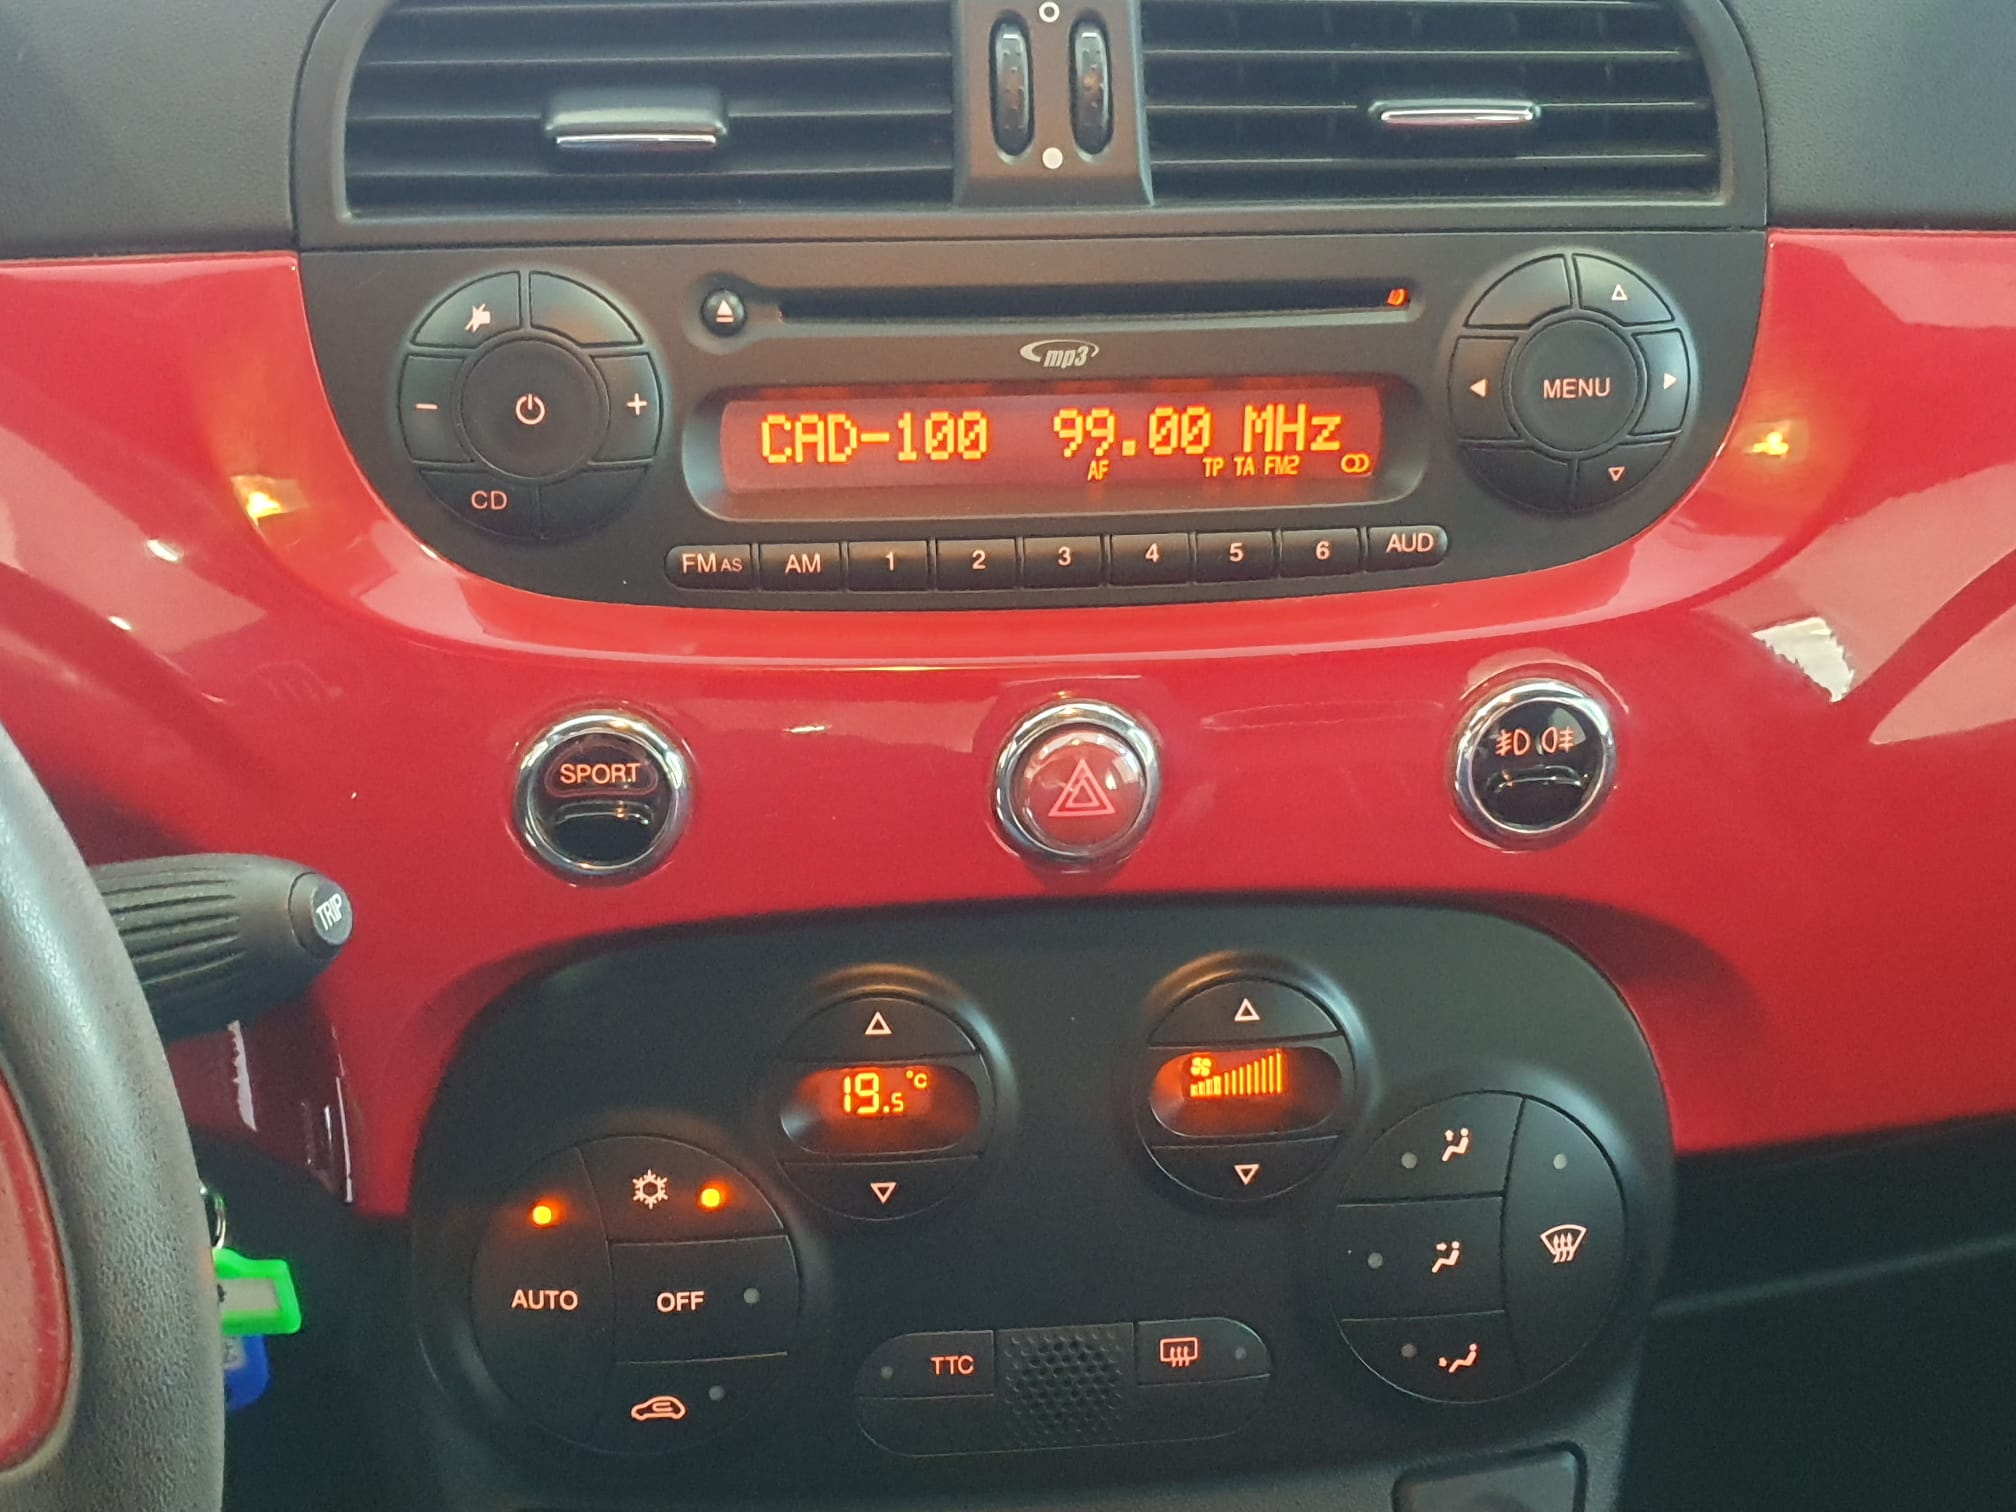 mp3
CAD-100 99.00 MHz
AF TP TA FM2
MENU
CD
FM AS AM 1 2 3 4 5 6 AUD
SPORT
TRIP
19.5 °C
AUTO
OFF
TTC